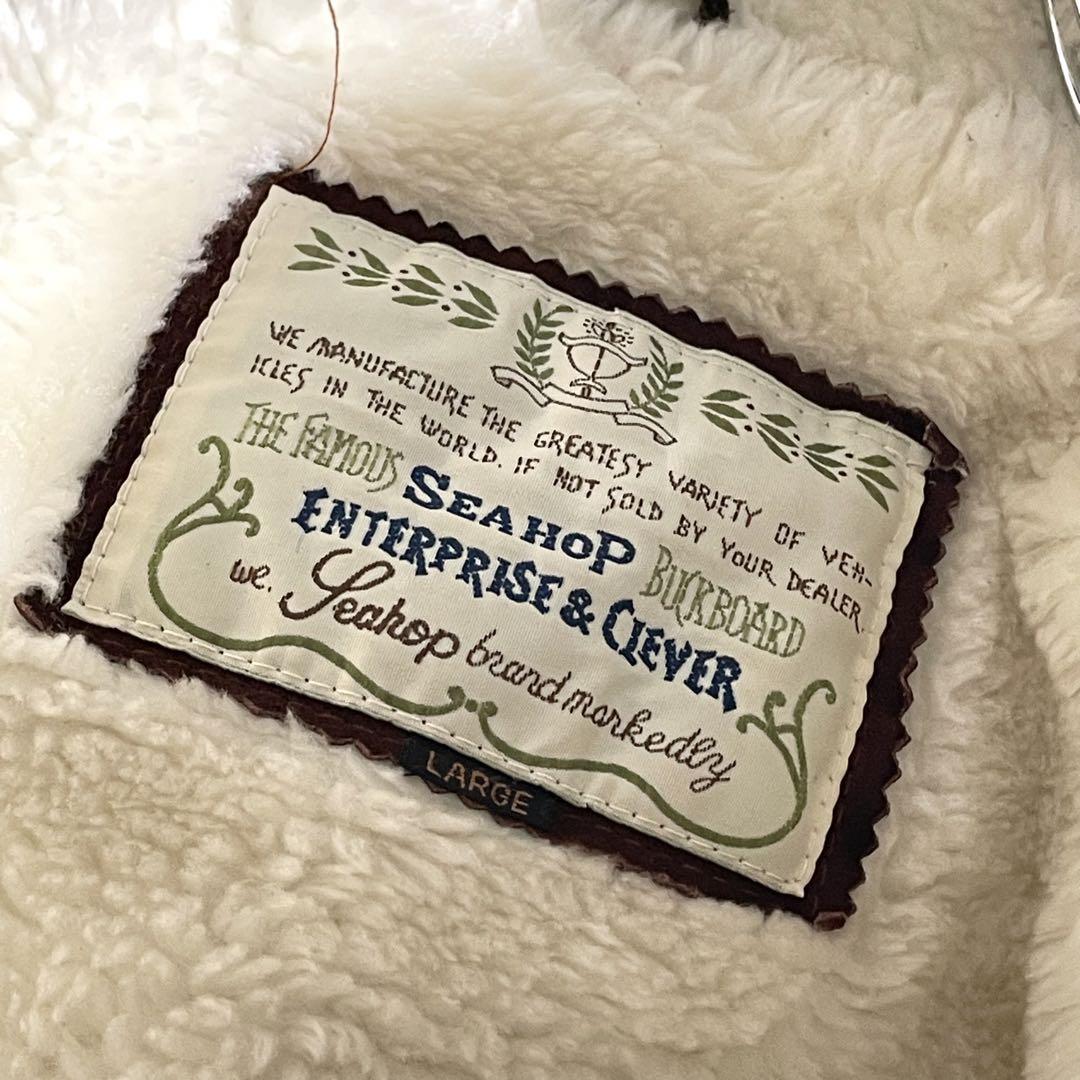 WE MANUFACTURE THE GREATESY VARIETY OF VEH-
ICLES IN THE WORLD. IF NOT SOLD BY YOUR DEALER.
THE FAMOUS SEAHOP BUCKBOARD
ENTERPRISE & CLEVER
we. Seahop brand markedly
LARGE